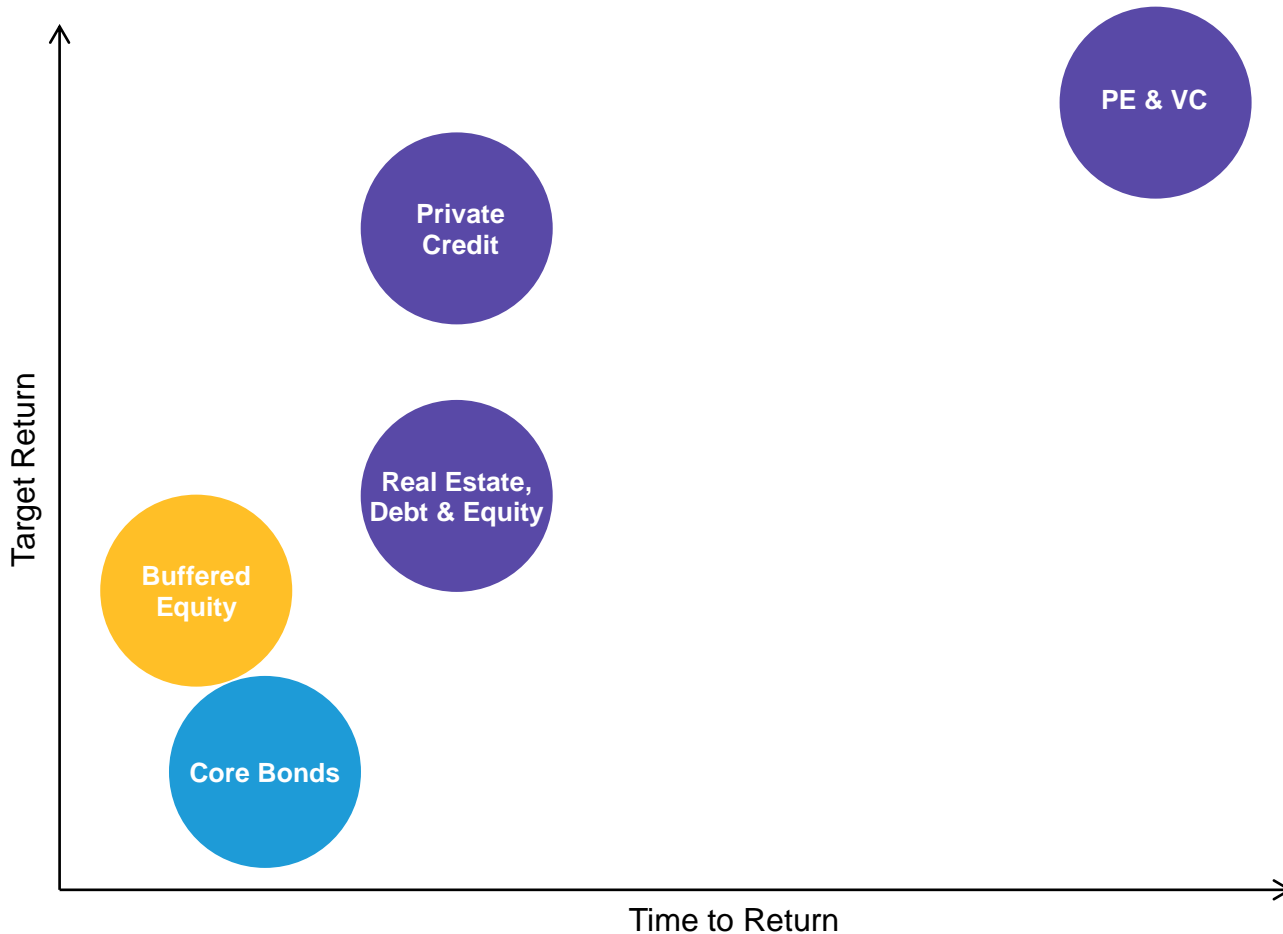 PE & VC
Private
Credit
Real Estate,
Debt & Equity
Buffered
Equity
Core Bonds
Target Return
Time to Return